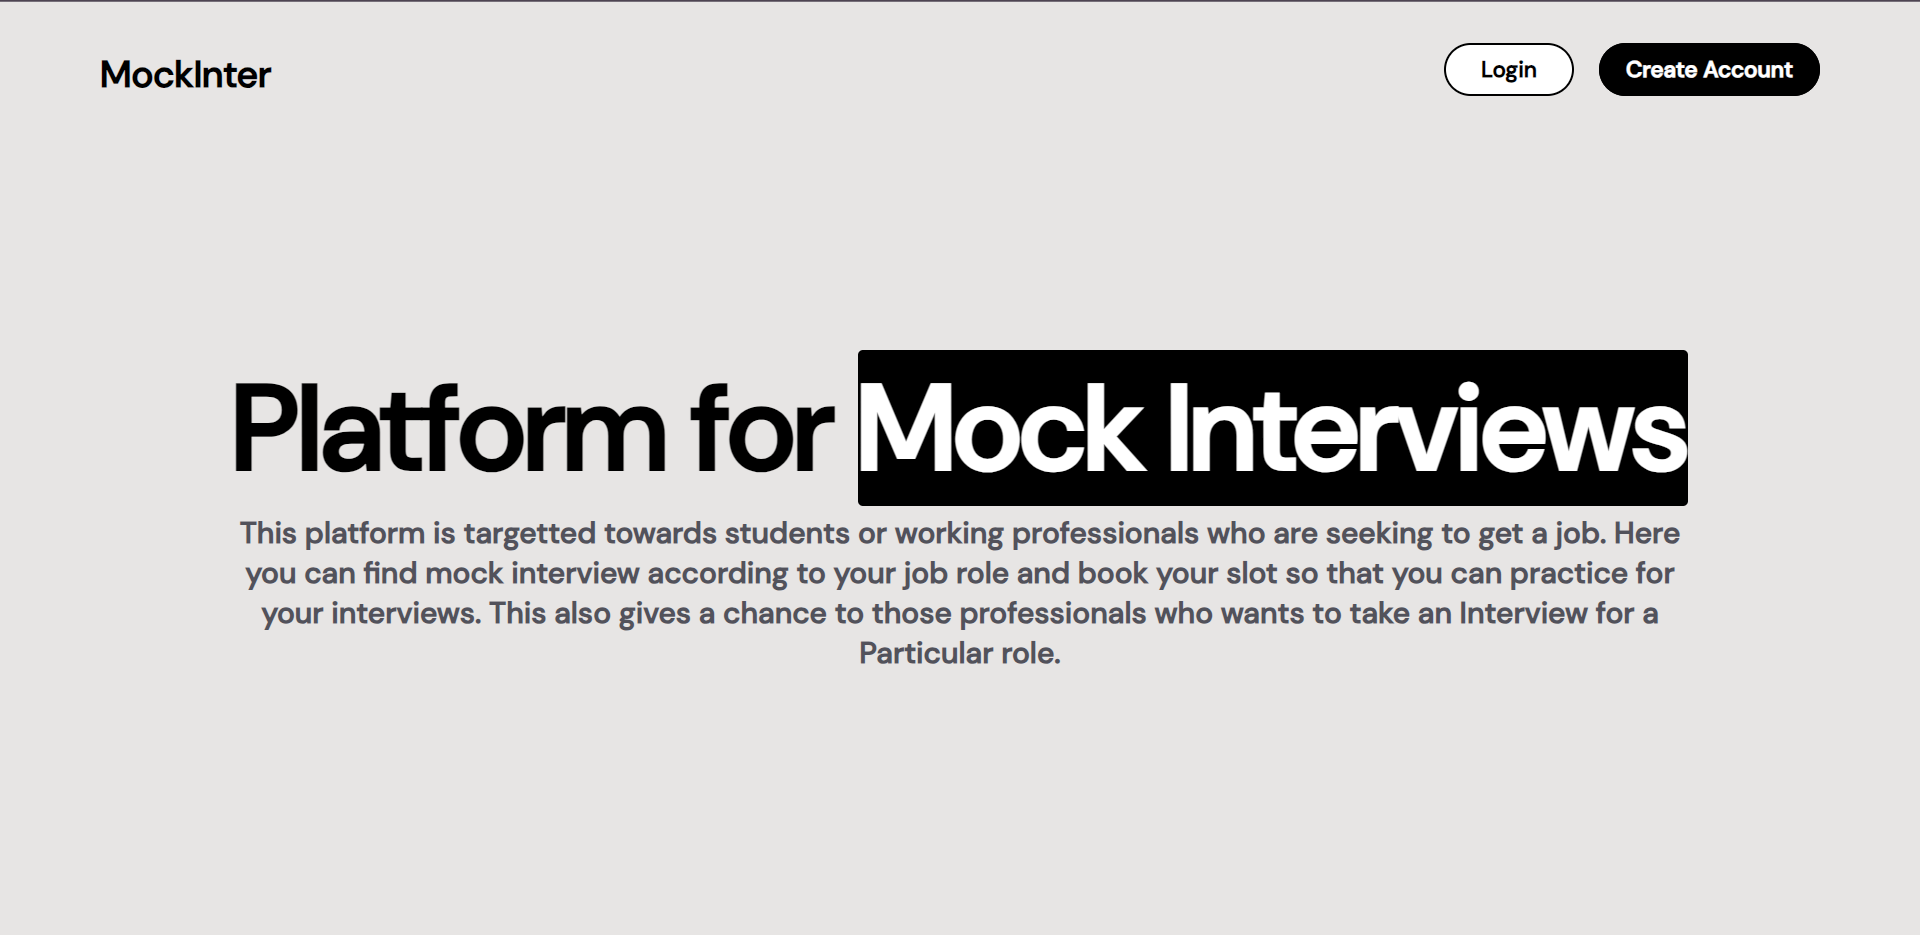 MockInter
Login
Create Account
Platform for Mock Interviews
This platform is targetted towards students or working professionals who are seeking to get a job. Here
you can find mock interview according to your job role and book your slot so that you can practice for
your interviews. This also gives a chance to those professionals who wants to take an Interview for a
Particular role.